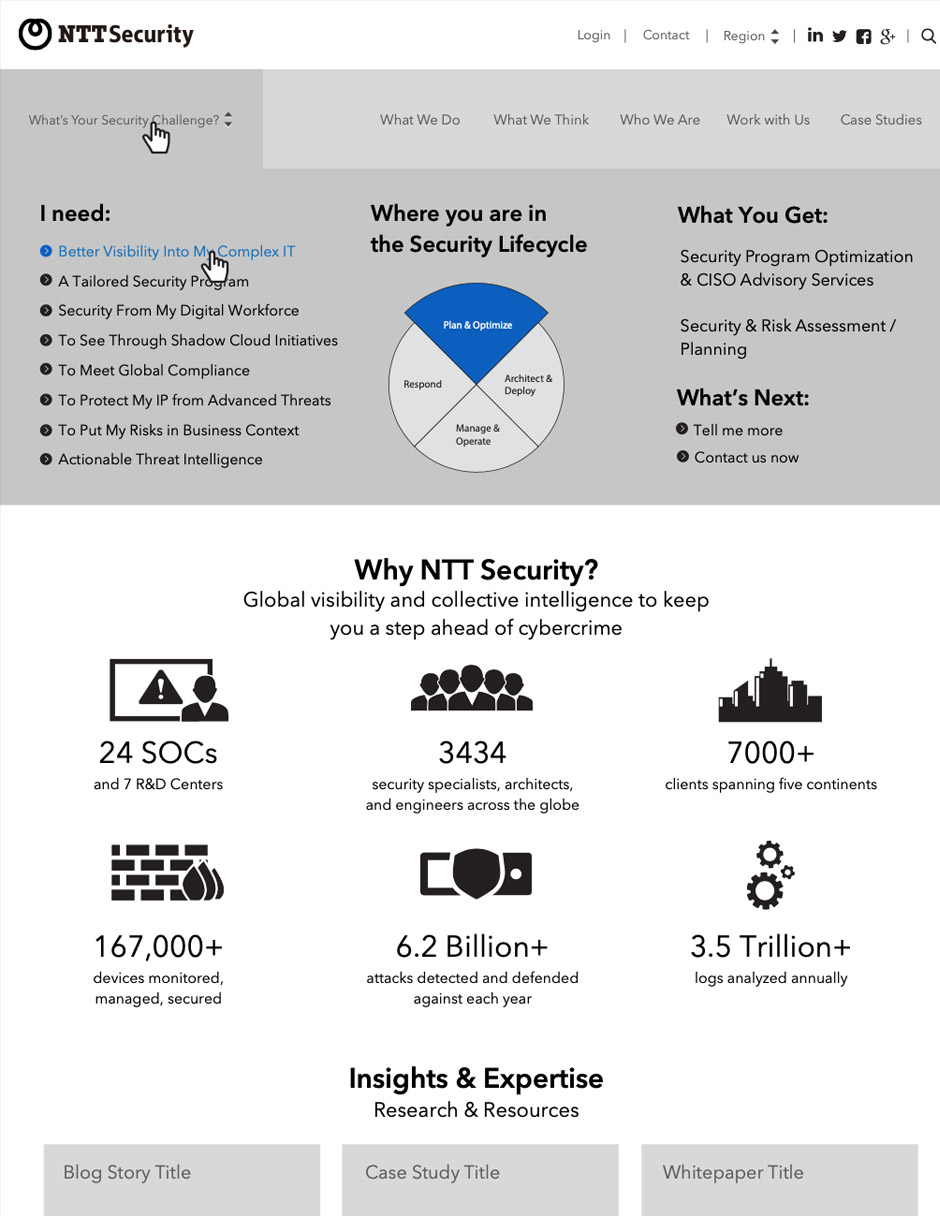 NTT Security
Login | Contact | Region |
What's Your Security Challenge?
What We Do
What We Think
Who We Are
Work with Us
Case Studies
I need:
Better Visibility Into My Complex IT
A Tailored Security Program
Security From My Digital Workforce
To See Through Shadow Cloud Initiatives
To Meet Global Compliance
To Protect My IP from Advanced Threats
To Put My Risks in Business Context
Actionable Threat Intelligence
Where you are in
the Security Lifecycle
Plan & Optimize
Respond
Architect &
Deploy
Manage &
Operate
What You Get:
Security Program Optimization
& CISO Advisory Services
Security & Risk Assessment /
Planning
What's Next:
Tell me more
Contact us now
Why NTT Security?
Global visibility and collective intelligence to keep
you a step ahead of cybercrime
24 SOCs
and 7 R&D Centers
3434
security specialists, architects,
and engineers across the globe
7000+
clients spanning five continents
167,000+
devices monitored,
managed, secured
6.2 Billion+
attacks detected and defended
against each year
3.5 Trillion+
logs analyzed annually
Insights & Expertise
Research & Resources
Blog Story Title
Case Study Title
Whitepaper Title